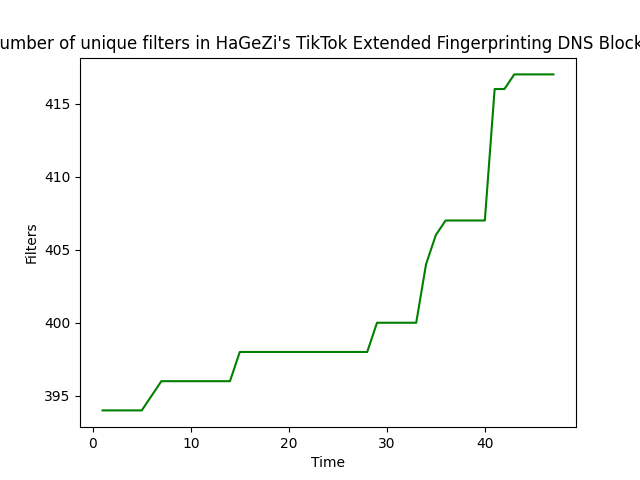 umber of unique filters in HaGeZi's TikTok Extended Fingerprinting DNS Block
415
410
405
400
395
Filters
0 10 20 30 40
Time